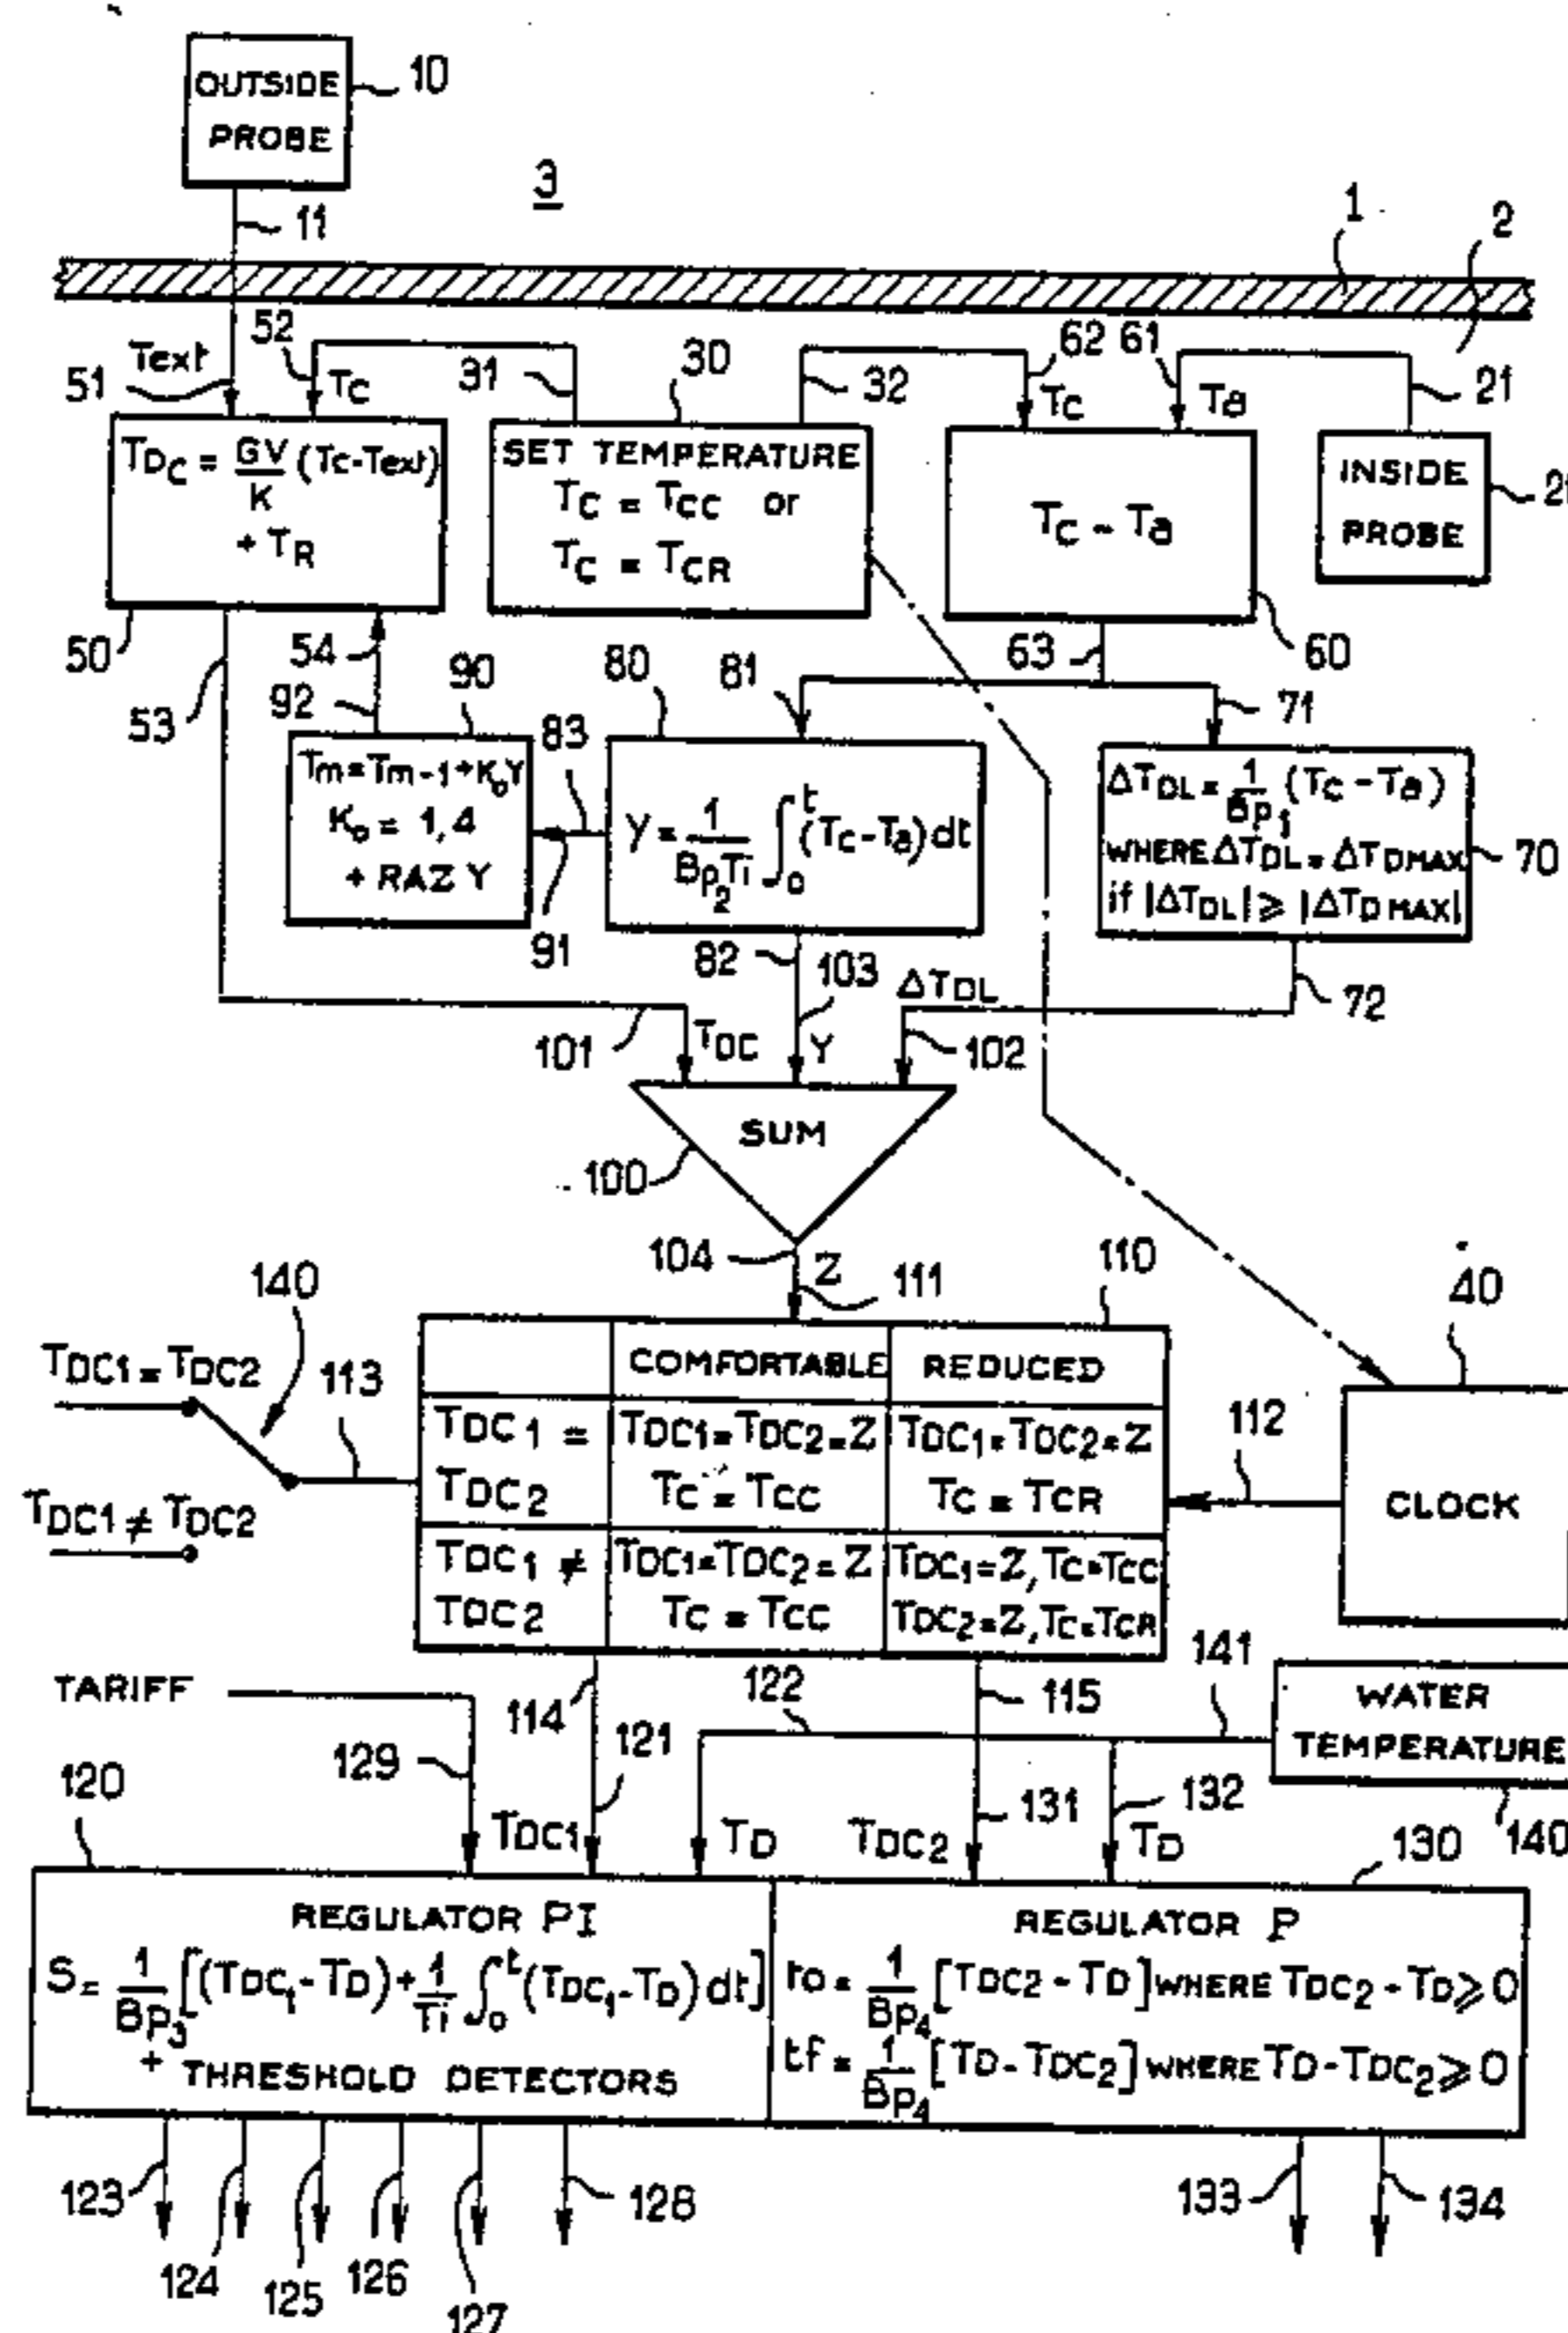 OUTSIDE
PROBE
10
11
3
1
2
51
Text
52
TC
31
30
32
62
TC
61
Ta
21
TDC = GV/K (TC-Text)
+ TR
SET TEMPERATURE
TC = TCC or
TC = TCR
TC - Ta
INSIDE
PROBE
50
53
54
92
90
80
81
63
60
71
83
Tm = Tm-1 + KoY
Ko = 1,4
+ RAZ Y
91
Y = 1/(Bp2 Ti) ∫0t (TC-Ta) dt
ΔTDL = 1/Bp1 (TC - Ta)
WHERE ΔTDL = ΔTDMAX
if |ΔTDL| ⩾ |ΔTDMAX|
70
82
103
ΔTDL
72
101
TDC
Y
102
SUM
100
104
Z
111
110
40
140
TDC1 = TDC2
113
TDC1 ≠ TDC2
COMFORTABLE REDUCED
TDC1 = TDC2 TDC1=TDC2=Z TC = TCC TDC1=TDC2=Z TC = TCR
TDC1 ≠ TDC2 TDC1=TDC2=Z TC = TCC TDC1=Z, TC=TCC TDC2=Z, TC=TCR
112
CLOCK
TARIFF
114
122
115
141
WATER
TEMPERATURE
140
120
129
121
131
132
130
TDC1
TD
TDC2
TD
REGULATOR PI
S = 1/Bp3 [(TDC1-TD) + 1/Ti ∫0t (TDC1-TD) dt]
+ THRESHOLD DETECTORS
REGULATOR P
to = 1/Bp4 [TDC2 - TD] WHERE TDC2 - TD ⩾ 0
tf = 1/Bp4 [TD - TDC2] WHERE TD - TDC2 ⩾ 0
123
124
125
126
127
128
133
134